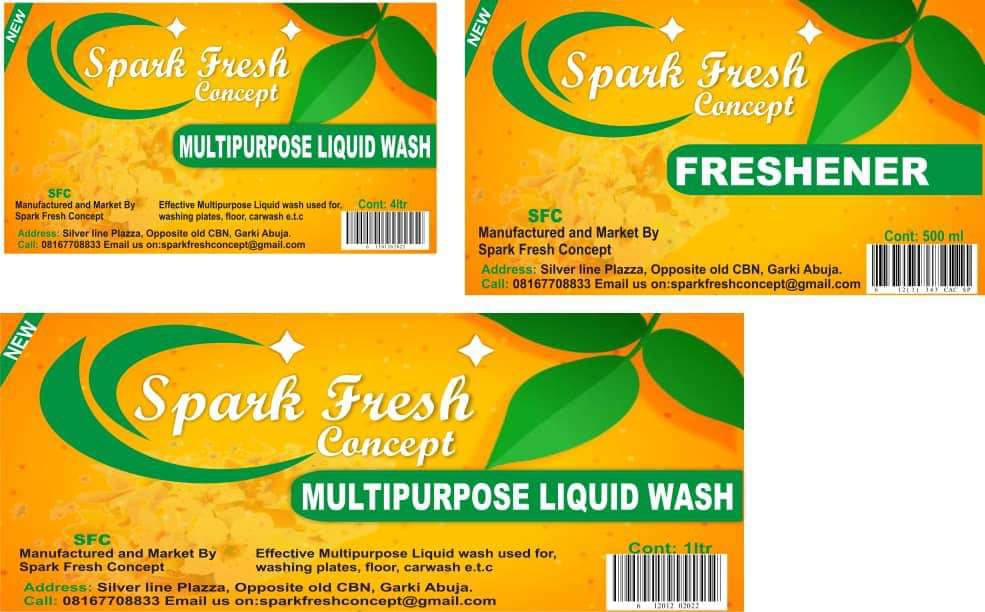 NEW
Spark Fresh
Concept
MULTIPURPOSE LIQUID WASH
SFC
Manufactured and Market By
Spark Fresh Concept
Effective Multipurpose Liquid wash used for,
washing plates, floor, carwash e.t.c
Cont: 4ltr
Address: Silver line Plazza, Opposite old CBN, Garki Abuja.
Call: 08167708833 Email us on:sparkfreshconcept@gmail.com
NEW
Spark Fresh
Concept
FRESHENER
SFC
Manufactured and Market By
Spark Fresh Concept
Cont: 500 ml
Address: Silver line Plazza, Opposite old CBN, Garki Abuja.
Call: 08167708833 Email us on:sparkfreshconcept@gmail.com
NEW
Spark Fresh
Concept
MULTIPURPOSE LIQUID WASH
SFC
Manufactured and Market By
Spark Fresh Concept
Effective Multipurpose Liquid wash used for,
washing plates, floor, carwash e.t.c
Cont: 1ltr
Address: Silver line Plazza, Opposite old CBN, Garki Abuja.
Call: 08167708833 Email us on:sparkfreshconcept@gmail.com
6 12012 02022